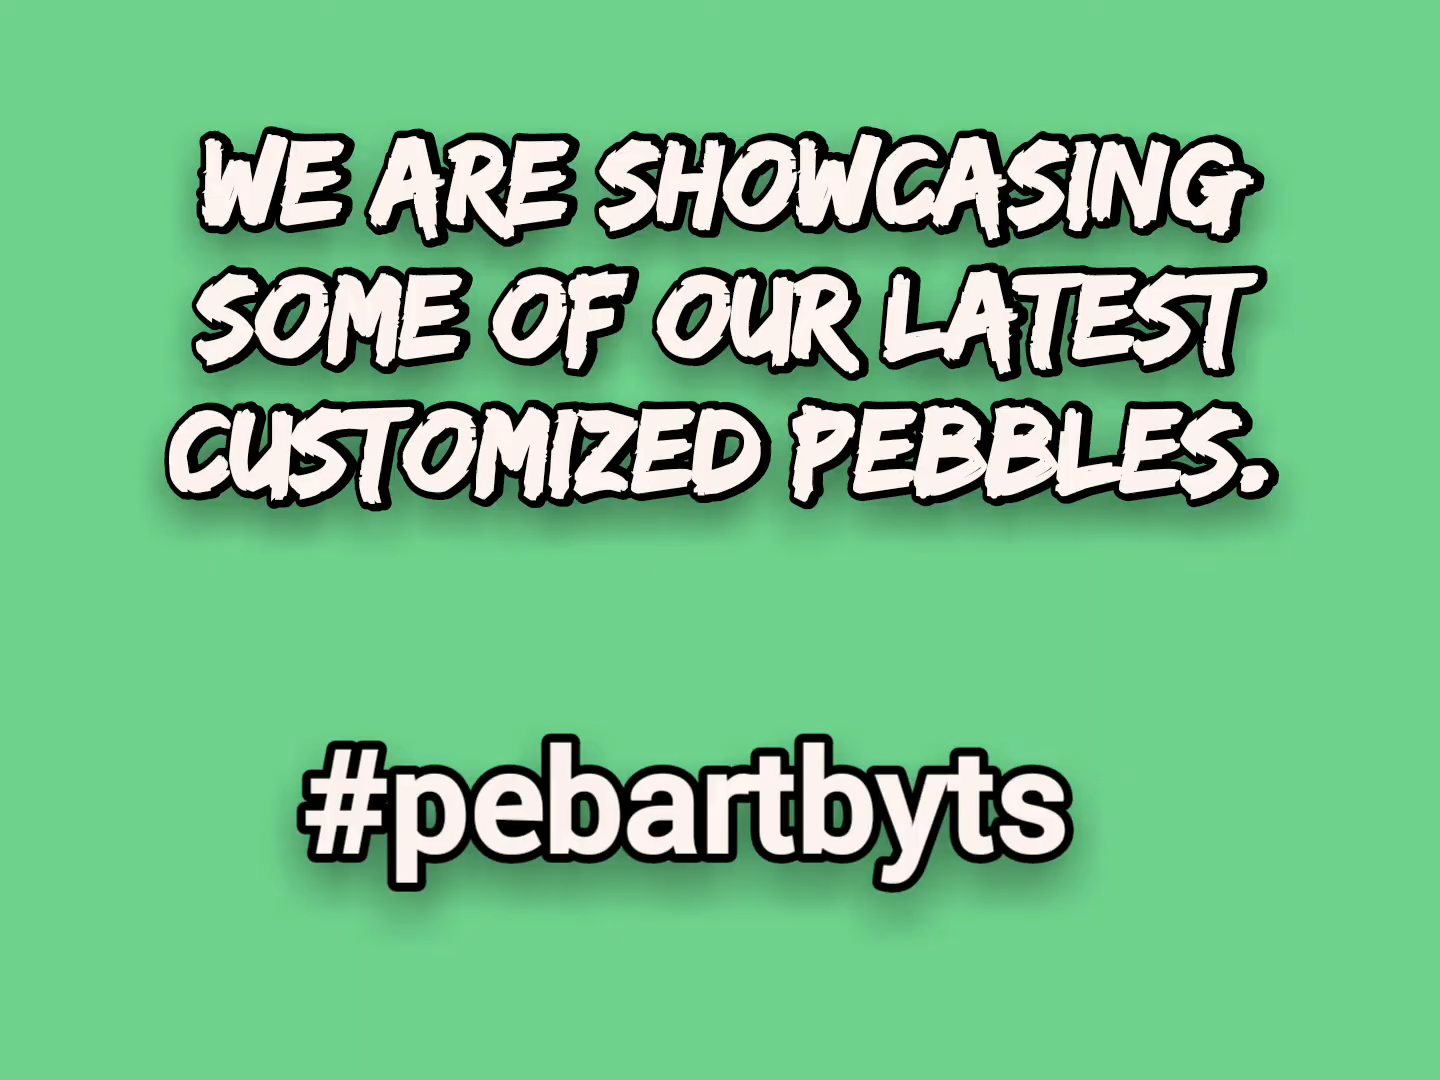 WE ARE SHOWCASING
SOME OF OUR LATEST
CUSTOMIZED PEBBLES.
#pebartbyts